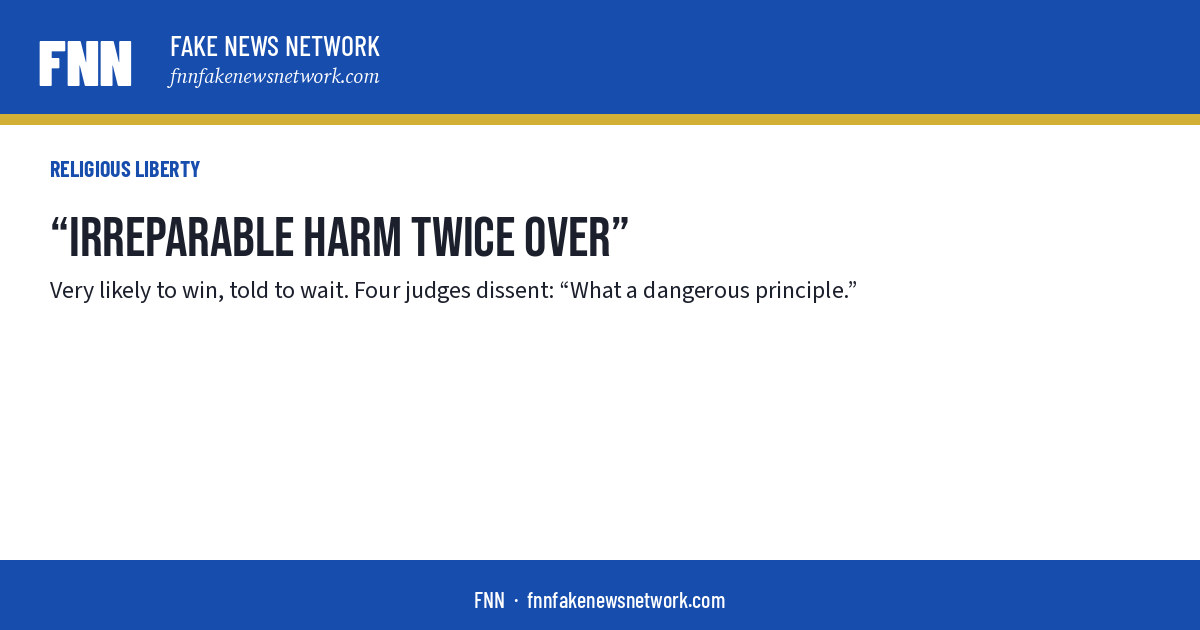 FNN
FAKE NEWS NETWORK
fnnfakenewsnetwork.com
RELIGIOUS LIBERTY
“IRREPARABLE HARM TWICE OVER”
Very likely to win, told to wait. Four judges dissent: “What a dangerous principle.”
FNN · fnnfakenewsnetwork.com